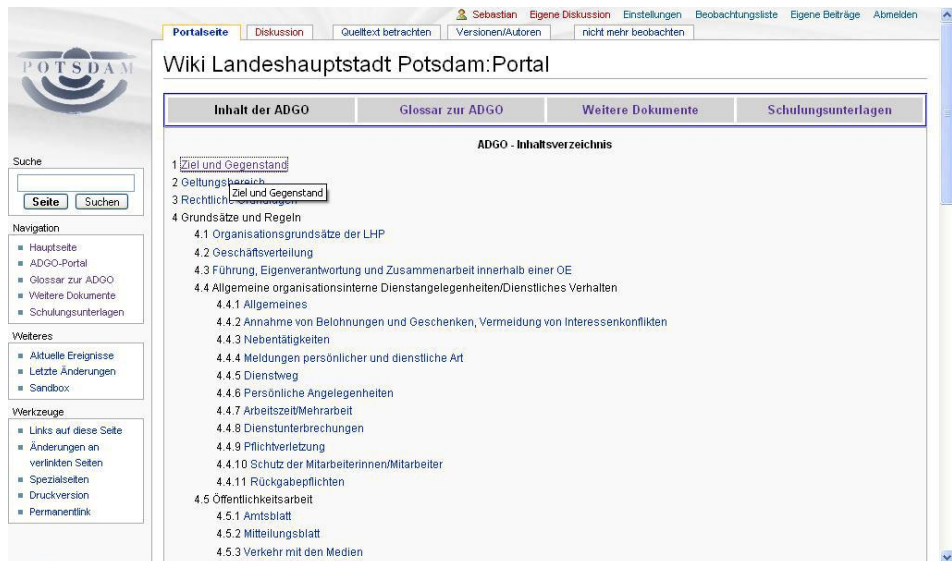 Sebastian Eigene Diskussion Einstellungen Beobachtungsliste Eigene Beiträge Abmelden
Portalseite Diskussion Quelltext betrachten Versionen/Autoren nicht mehr beobachten
POTSDAM
Wiki Landeshauptstadt Potsdam:Portal
Inhalt der ADGO Glossar zur ADGO Weitere Dokumente Schulungsunterlagen
ADGO - Inhaltsverzeichnis
1 Ziel und Gegenstand
2 Geltungsbereich
Ziel und Gegenstand
3 Rechtliche Grundlagen
4 Grundsätze und Regeln
4.1 Organisationsgrundsätze der LHP
4.2 Geschäftsverteilung
4.3 Führung, Eigenverantwortung und Zusammenarbeit innerhalb einer OE
4.4 Allgemeine organisationsinterne Dienstangelegenheiten/Dienstliches Verhalten
4.4.1 Allgemeines
4.4.2 Annahme von Belohnungen und Geschenken, Vermeidung von Interessenkonflikten
4.4.3 Nebentätigkeiten
4.4.4 Meldungen persönlicher und dienstliche Art
4.4.5 Dienstweg
4.4.6 Persönliche Angelegenheiten
4.4.7 Arbeitszeit/Mehrarbeit
4.4.8 Dienstunterbrechungen
4.4.9 Pflichtverletzung
4.4.10 Schutz der Mitarbeiterinnen/Mitarbeiter
4.4.11 Rückgabepflichten
4.5 Öffentlichkeitsarbeit
4.5.1 Amtsblatt
4.5.2 Mitteilungsblatt
4.5.3 Verkehr mit den Medien
Suche
Seite Suchen
Navigation
Hauptseite
ADGO-Portal
Glossar zur ADGO
Weitere Dokumente
Schulungsunterlagen
Weiteres
Aktuelle Ereignisse
Letzte Änderungen
Sandbox
Werkzeuge
Links auf diese Seite
Änderungen an
verlinkten Seiten
Spezialseiten
Druckversion
Permanentlink